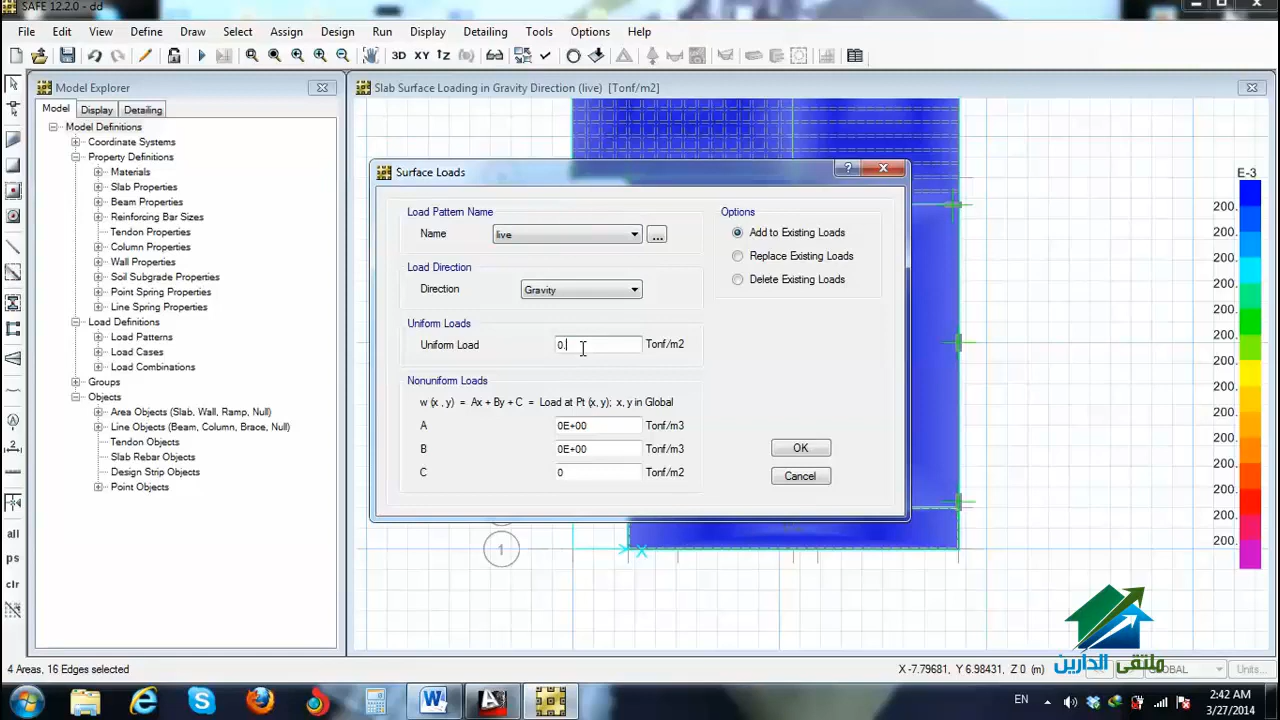 SAFE 12.2.0 - dd
File Edit View Define Draw Select Assign Design Run Display Detailing Tools Options Help
3D XY Yz
Model Explorer
Slab Surface Loading in Gravity Direction (live) [Tonf/m2]
Model Display Detailing
Model Definitions
Coordinate Systems
Property Definitions
Materials
Slab Properties
Beam Properties
Reinforcing Bar Sizes
Tendon Properties
Column Properties
Wall Properties
Soil Subgrade Properties
Point Spring Properties
Line Spring Properties
Load Definitions
Load Patterns
Load Cases
Load Combinations
Groups
Objects
Area Objects (Slab, Wall, Ramp, Null)
Line Objects (Beam, Column, Brace, Null)
Tendon Objects
Slab Rebar Objects
Design Strip Objects
Point Objects
all
ps
clr
Surface Loads
Load Pattern Name
Name live ...
Load Direction
Direction Gravity
Uniform Loads
Uniform Load 0. Tonf/m2
Nonuniform Loads
w (x , y) = Ax + By + C = Load at Pt (x, y); x, y in Global
A 0E+00 Tonf/m3
B 0E+00 Tonf/m3
C 0 Tonf/m2
Options
Add to Existing Loads
Replace Existing Loads
Delete Existing Loads
OK
Cancel
1
X
E-3
200.
200.
200.
200.
200.
200.
200.
200.
200.
200.
200.
200.
200.
200.
ملتقى الدارين
4 Areas, 16 Edges selected
X -7.79681, Y 6.98431, Z 0 (m)
GLOBAL
Units...
EN
2:42 AM
3/27/2014